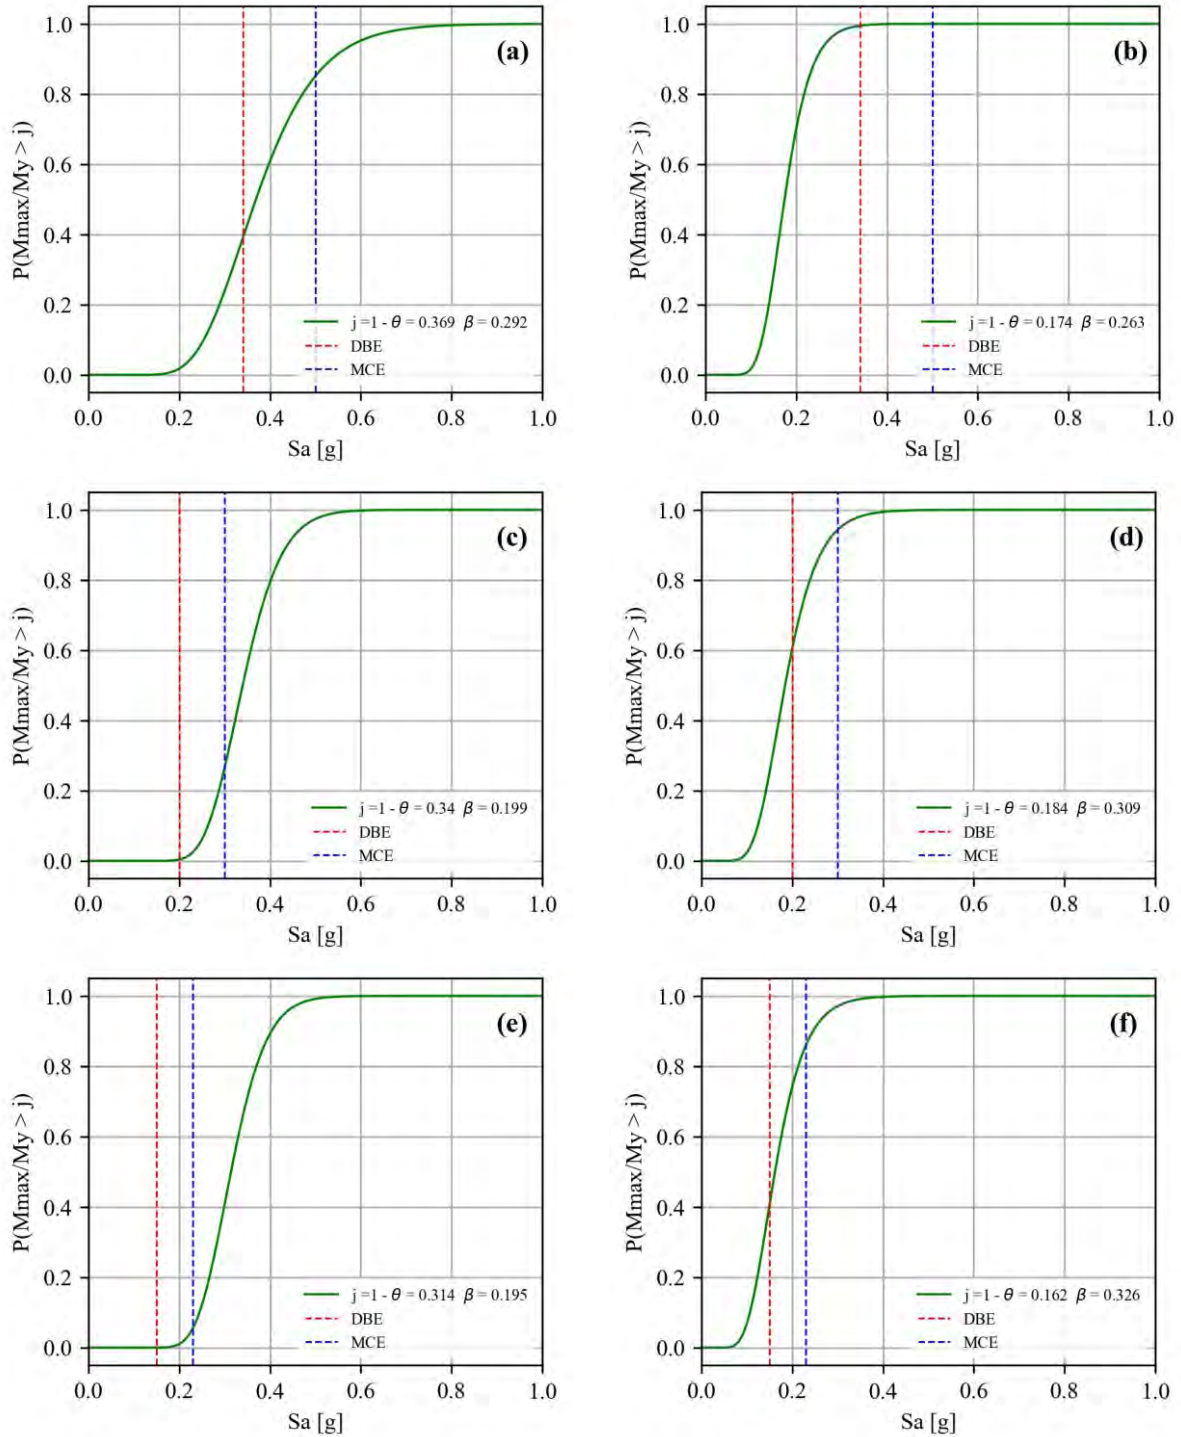 (a)
P(Mmax/My > j)
1.0
0.8
0.6
0.4
0.2
0.0
j =1 - θ = 0.369 β = 0.292
DBE
MCE
0.0 0.2 0.4 0.6 0.8 1.0
Sa [g]
(b)
P(Mmax/My > j)
1.0
0.8
0.6
0.4
0.2
0.0
j =1 - θ = 0.174 β = 0.263
DBE
MCE
0.0 0.2 0.4 0.6 0.8 1.0
Sa [g]
(c)
P(Mmax/My > j)
1.0
0.8
0.6
0.4
0.2
0.0
j =1 - θ = 0.34 β = 0.199
DBE
MCE
0.0 0.2 0.4 0.6 0.8 1.0
Sa [g]
(d)
P(Mmax/My > j)
1.0
0.8
0.6
0.4
0.2
0.0
j =1 - θ = 0.184 β = 0.309
DBE
MCE
0.0 0.2 0.4 0.6 0.8 1.0
Sa [g]
(e)
P(Mmax/My > j)
1.0
0.8
0.6
0.4
0.2
0.0
j =1 - θ = 0.314 β = 0.195
DBE
MCE
0.0 0.2 0.4 0.6 0.8 1.0
Sa [g]
(f)
P(Mmax/My > j)
1.0
0.8
0.6
0.4
0.2
0.0
j =1 - θ = 0.162 β = 0.326
DBE
MCE
0.0 0.2 0.4 0.6 0.8 1.0
Sa [g]